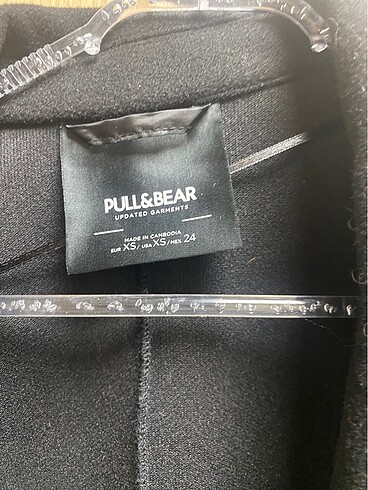 PULL&BEAR
UPDATED GARMENTS
MADE IN CAMBODIA
EUR XS / USA XS / MEX 24